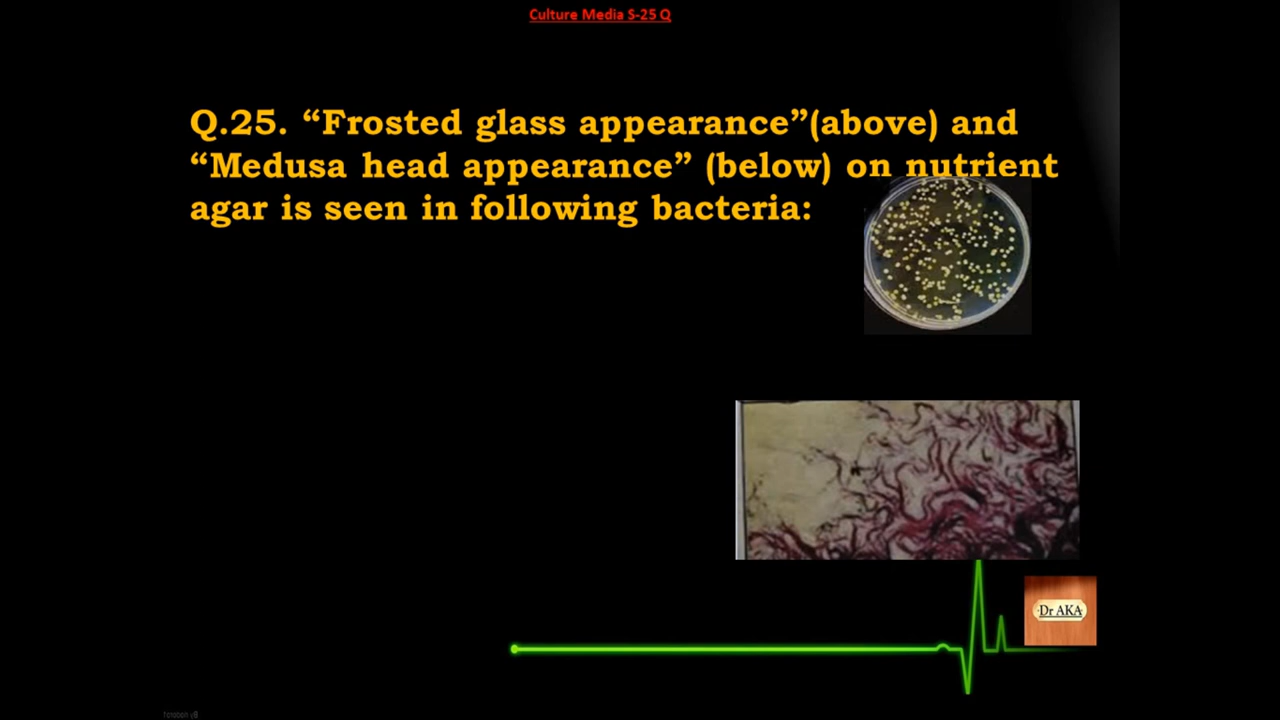 Culture Media S-25 Q
Q.25. “Frosted glass appearance”(above) and
“Medusa head appearance” (below) on nutrient
agar is seen in following bacteria:
Dr AKA